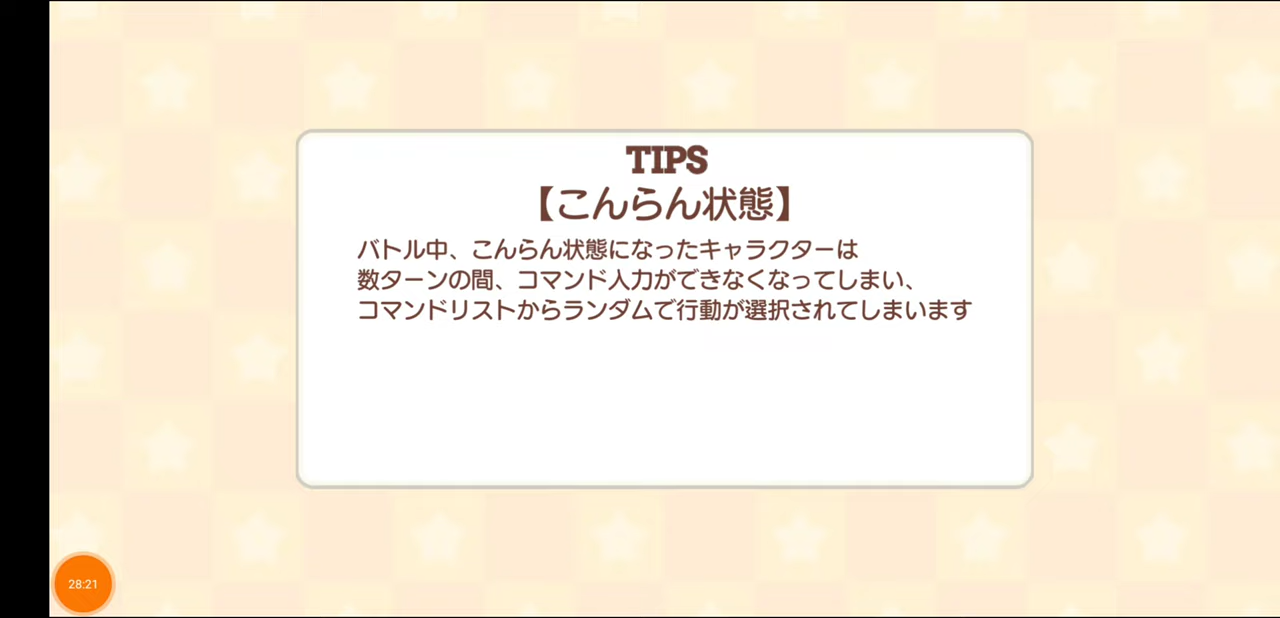 TIPS
【こんらん状態】
バトル中、こんらん状態になったキャラクターは
数ターンの間、コマンド入力ができなくなってしまい、
コマンドリストからランダムで行動が選択されてしまいます
28:21